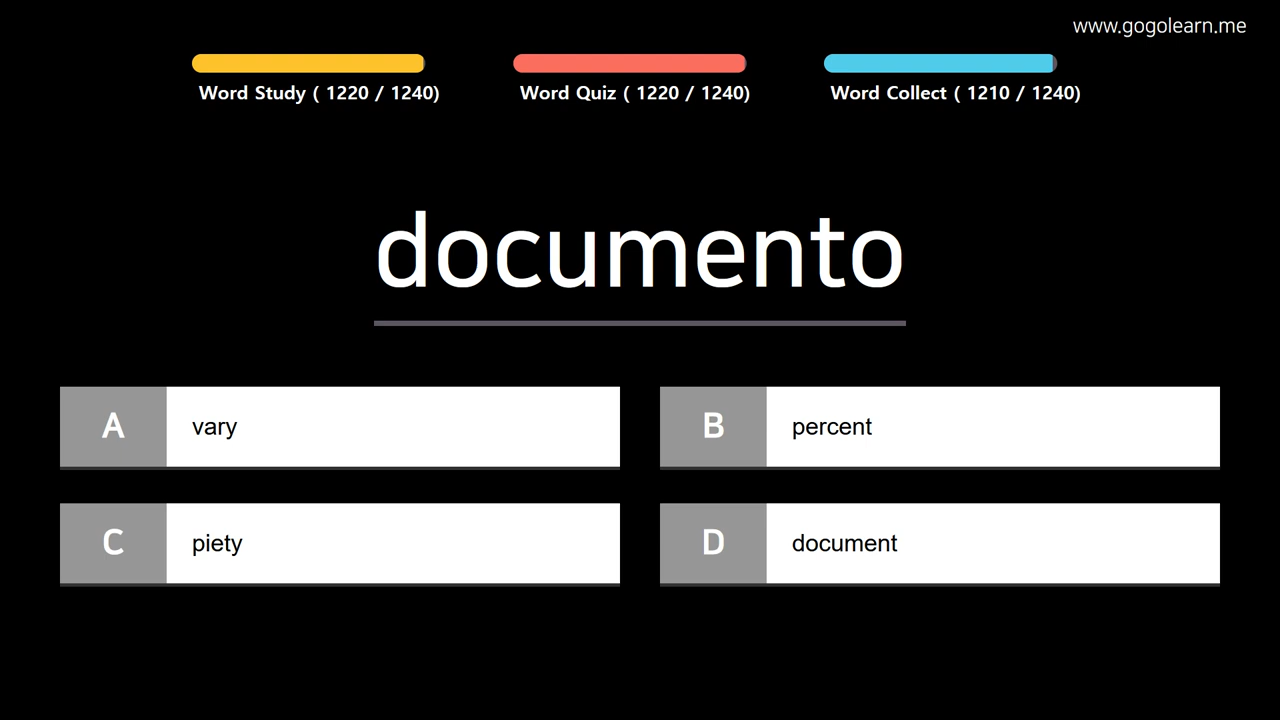 www.gogolearn.me
Word Study ( 1220 / 1240)
Word Quiz ( 1220 / 1240)
Word Collect ( 1210 / 1240)
documento
A vary
B percent
C piety
D document